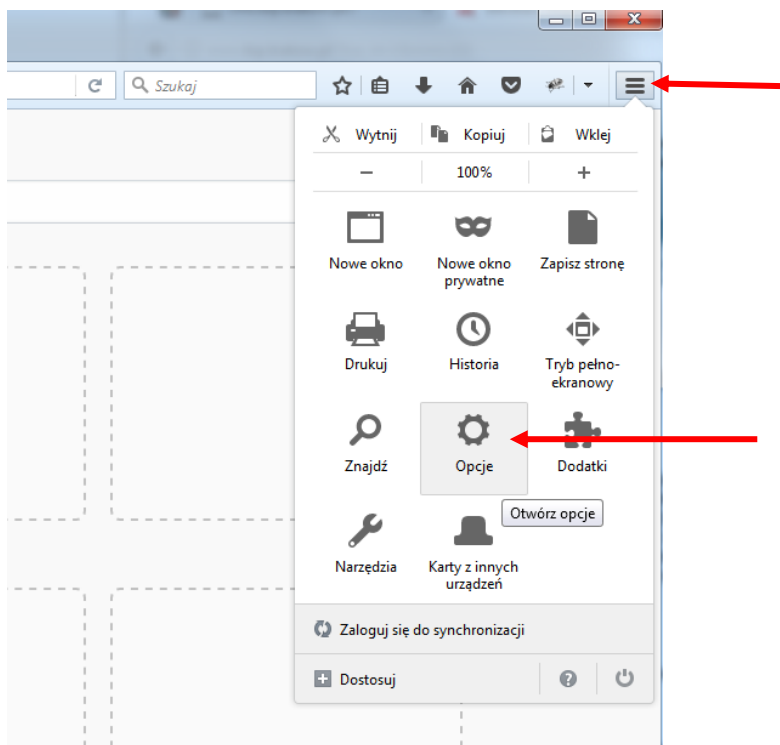 Szukaj
Wytnij Kopiuj Wklej
− 100% +
Nowe okno Nowe okno prywatne Zapisz stronę
Drukuj Historia Tryb pełno-ekranowy
Znajdź Opcje Dodatki
Otwórz opcje
Narzędzia Karty z innych urządzeń
Zaloguj się do synchronizacji
Dostosuj